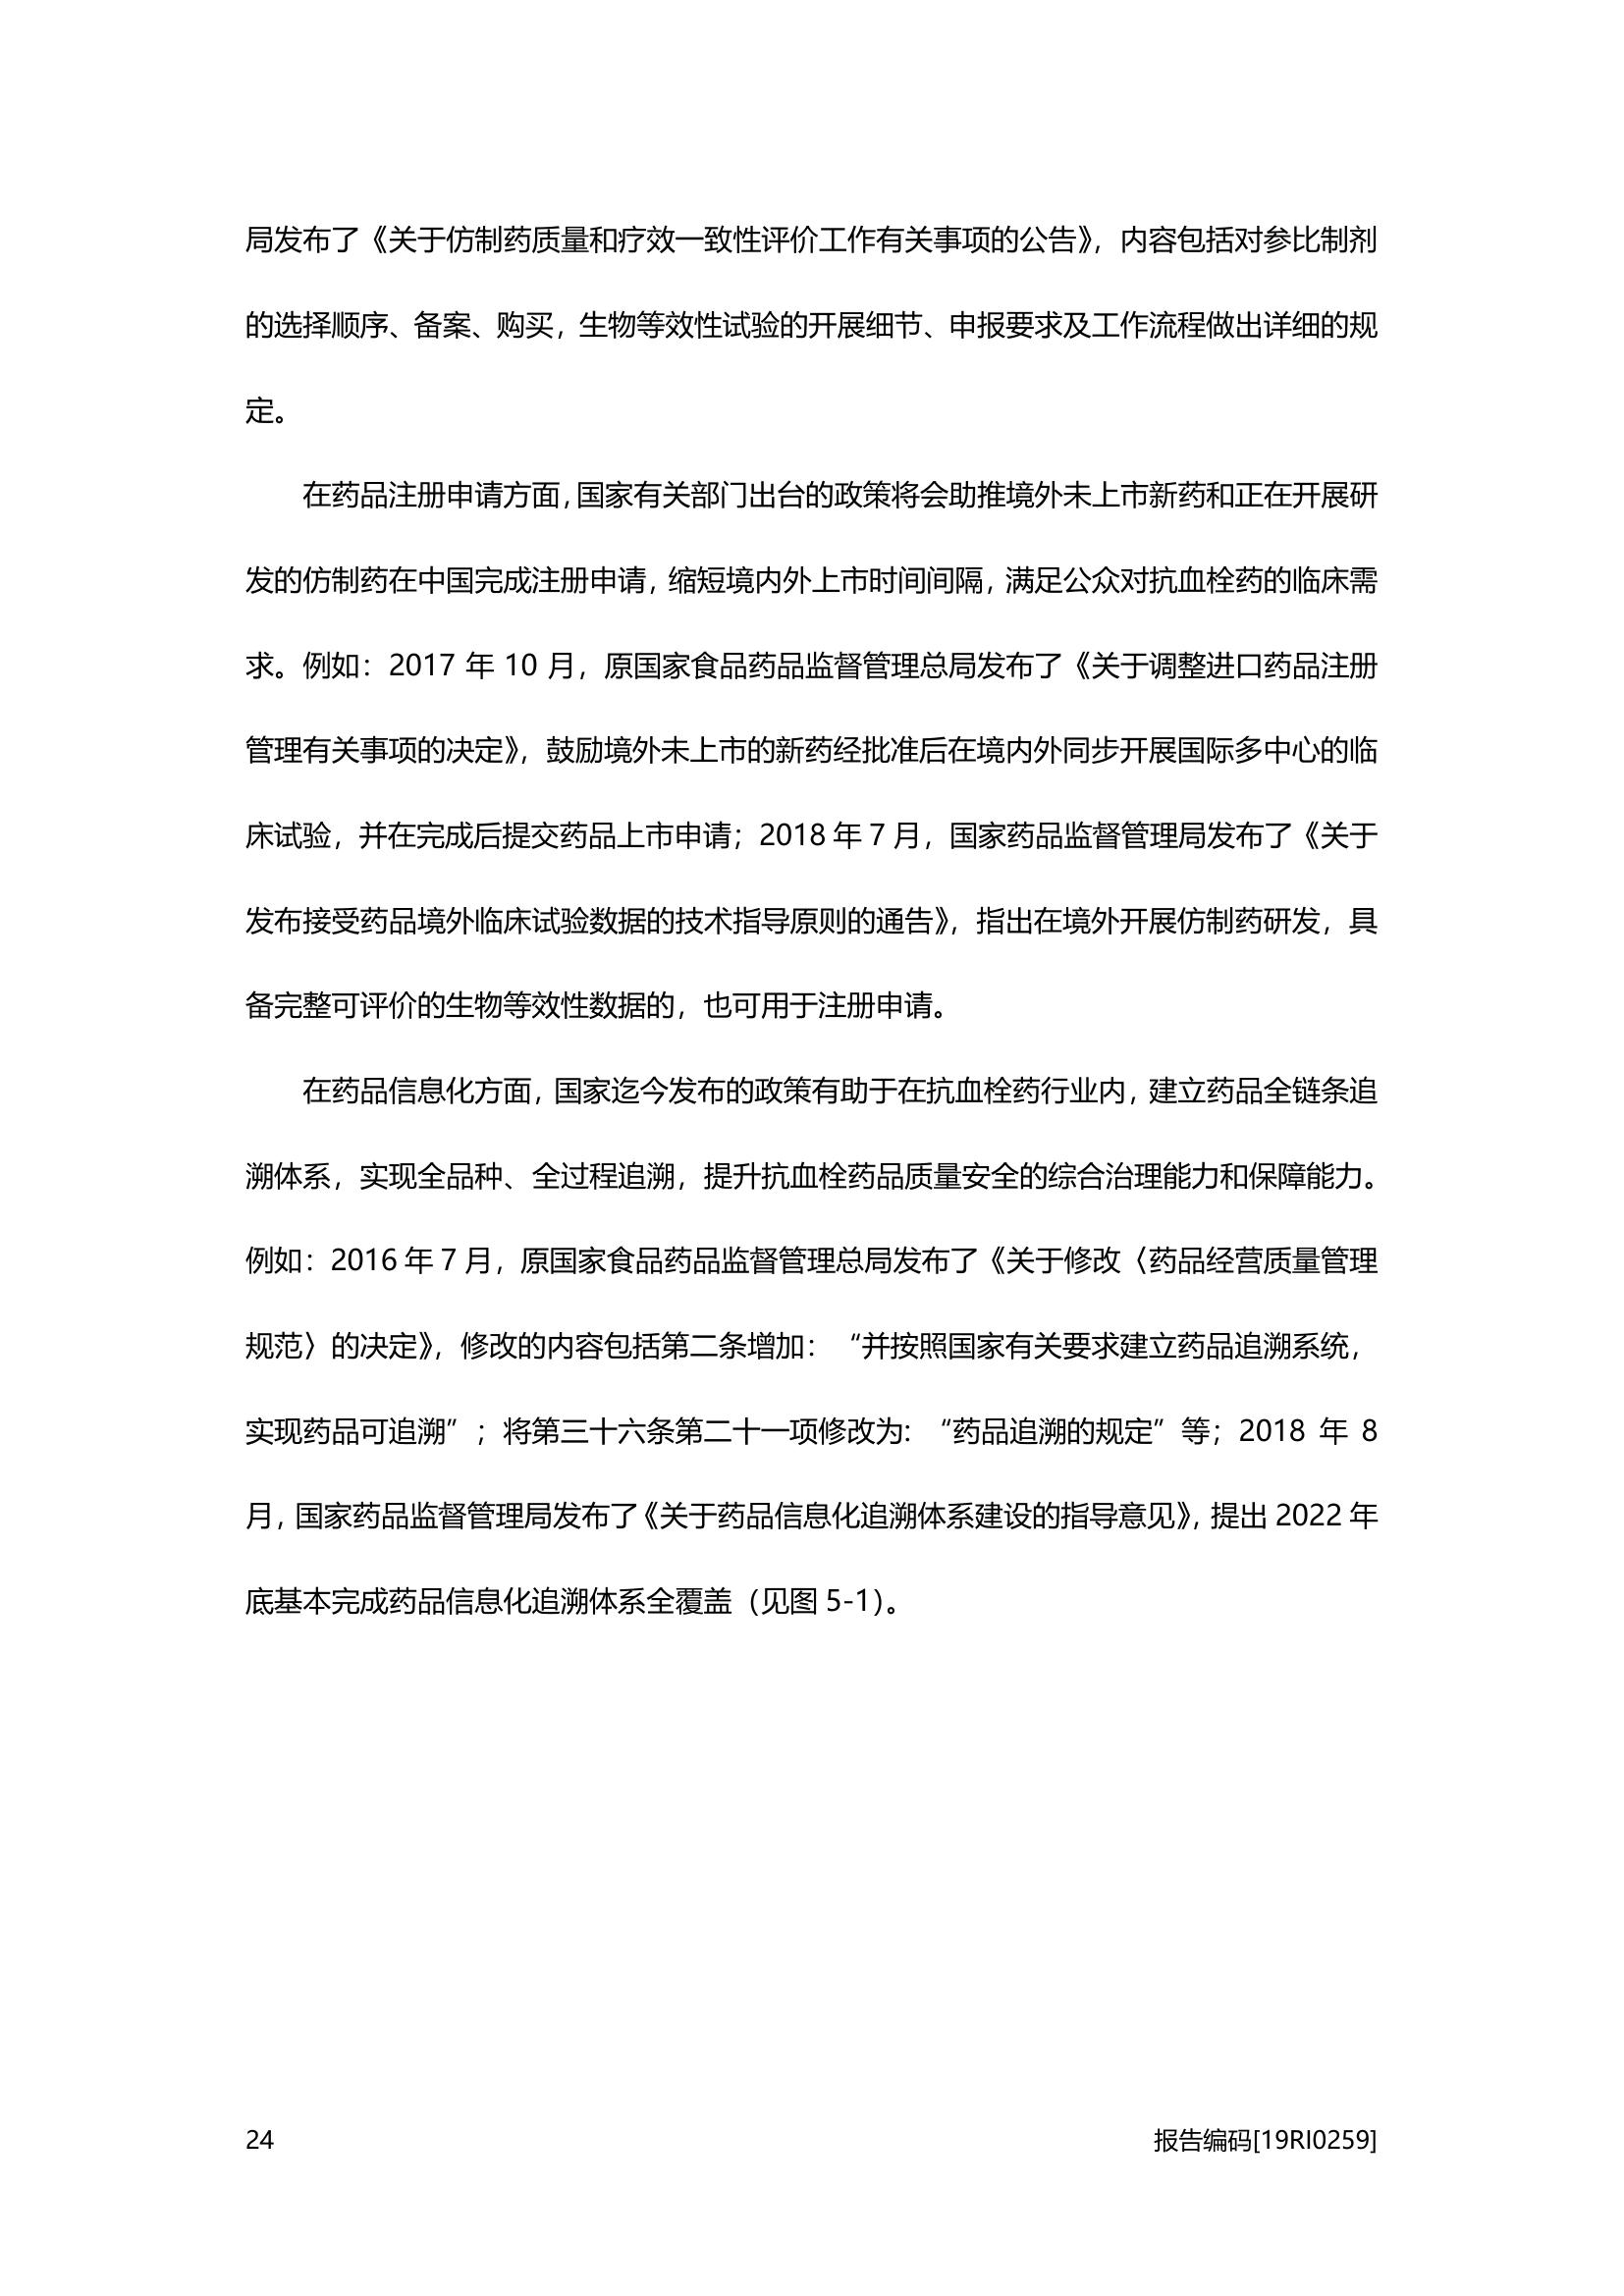 局发布了《关于仿制药质量和疗效一致性评价工作有关事项的公告》，内容包括对参比制剂
的选择顺序、备案、购买，生物等效性试验的开展细节、申报要求及工作流程做出详细的规
定。
在药品注册申请方面，国家有关部门出台的政策将会助推境外未上市新药和正在开展研
发的仿制药在中国完成注册申请，缩短境内外上市时间间隔，满足公众对抗血栓药的临床需
求。例如：2017 年 10 月，原国家食品药品监督管理总局发布了《关于调整进口药品注册
管理有关事项的决定》，鼓励境外未上市的新药经批准后在境内外同步开展国际多中心的临
床试验，并在完成后提交药品上市申请；2018 年 7 月，国家药品监督管理局发布了《关于
发布接受药品境外临床试验数据的技术指导原则的通告》，指出在境外开展仿制药研发，具
备完整可评价的生物等效性数据的，也可用于注册申请。
在药品信息化方面，国家迄今发布的政策有助于在抗血栓药行业内，建立药品全链条追
溯体系，实现全品种、全过程追溯，提升抗血栓药品质量安全的综合治理能力和保障能力。
例如：2016 年 7 月，原国家食品药品监督管理总局发布了《关于修改〈药品经营质量管理
规范〉的决定》，修改的内容包括第二条增加：“并按照国家有关要求建立药品追溯系统，
实现药品可追溯”；将第三十六条第二十一项修改为：“药品追溯的规定”等；2018 年 8
月，国家药品监督管理局发布了《关于药品信息化追溯体系建设的指导意见》，提出 2022 年
底基本完成药品信息化追溯体系全覆盖（见图 5-1）。
24
报告编码[19RI0259]